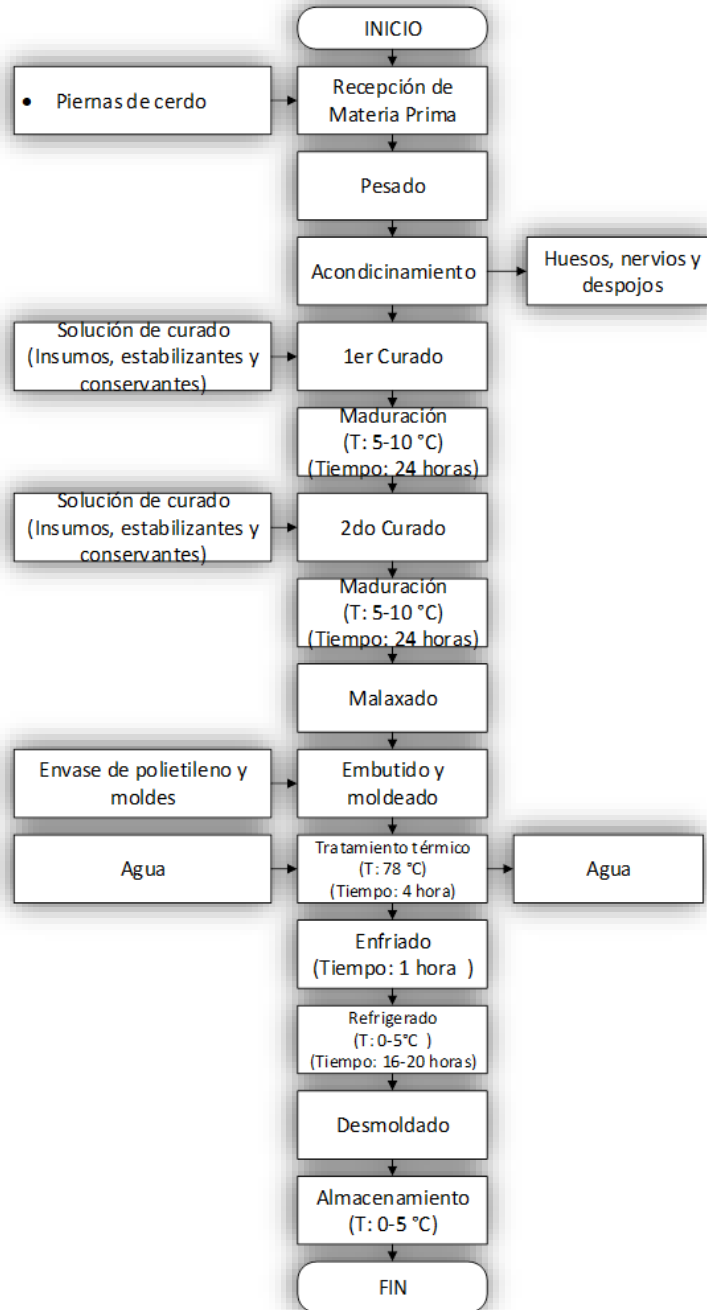 INICIO
• Piernas de cerdo
Recepción de
Materia Prima
Pesado
Acondicinamiento
Huesos, nervios y
despojos
Solución de curado
(Insumos, estabilizantes y
conservantes)
1er Curado
Maduración
(T: 5-10 °C)
(Tiempo: 24 horas)
Solución de curado
(Insumos, estabilizantes y
conservantes)
2do Curado
Maduración
(T: 5-10 °C)
(Tiempo: 24 horas)
Malaxado
Envase de polietileno y
moldes
Embutido y
moldeado
Agua
Tratamiento térmico
(T: 78 °C)
(Tiempo: 4 hora)
Agua
Enfriado
(Tiempo: 1 hora )
Refrigerado
(T: 0-5°C )
(Tiempo: 16-20 horas)
Desmoldado
Almacenamiento
(T: 0-5 °C)
FIN